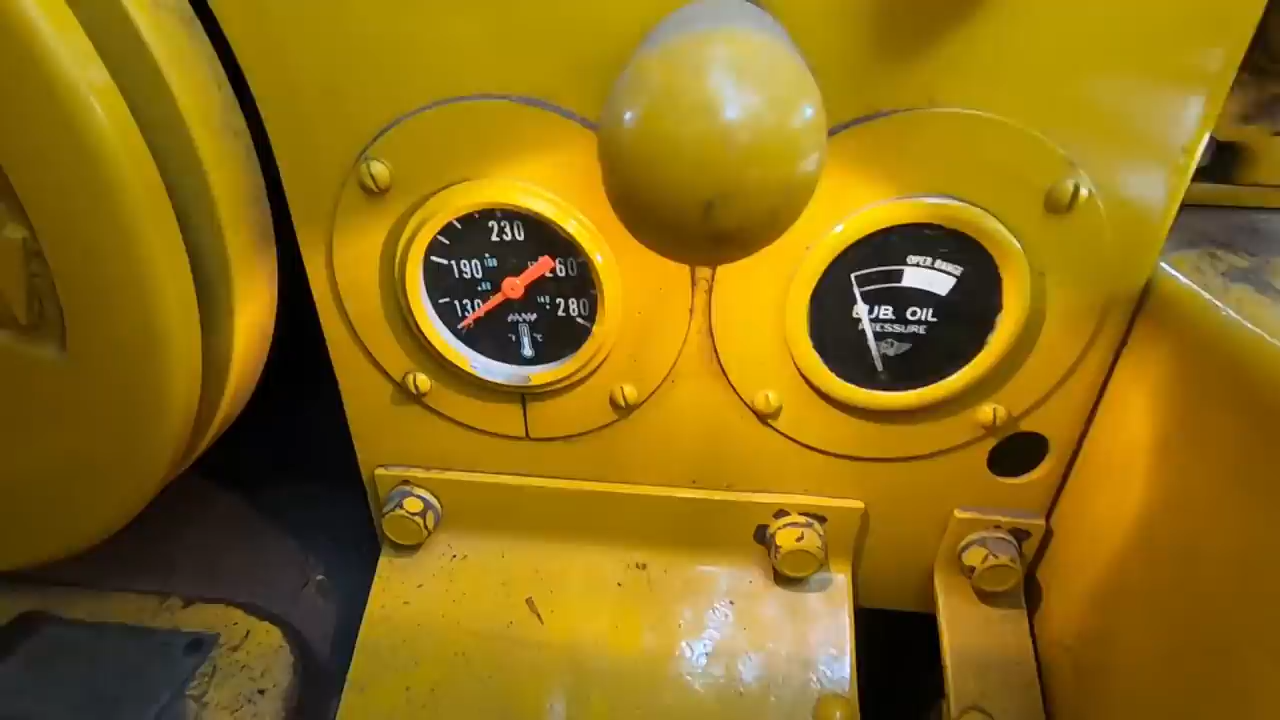 230
190
260
130
280
°F
°C
OPER. RANGE
LUB. OIL
PRESSURE